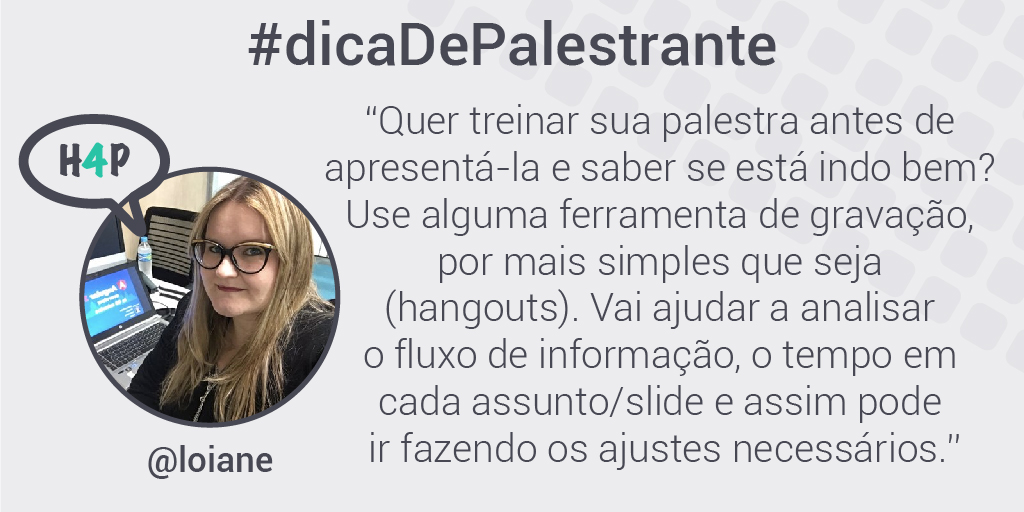 #dicaDePalestrante
H4P
“Quer treinar sua palestra antes de
apresentá-la e saber se está indo bem?
Use alguma ferramenta de gravação,
por mais simples que seja
(hangouts). Vai ajudar a analisar
o fluxo de informação, o tempo em
cada assunto/slide e assim pode
ir fazendo os ajustes necessários.”
@loiane